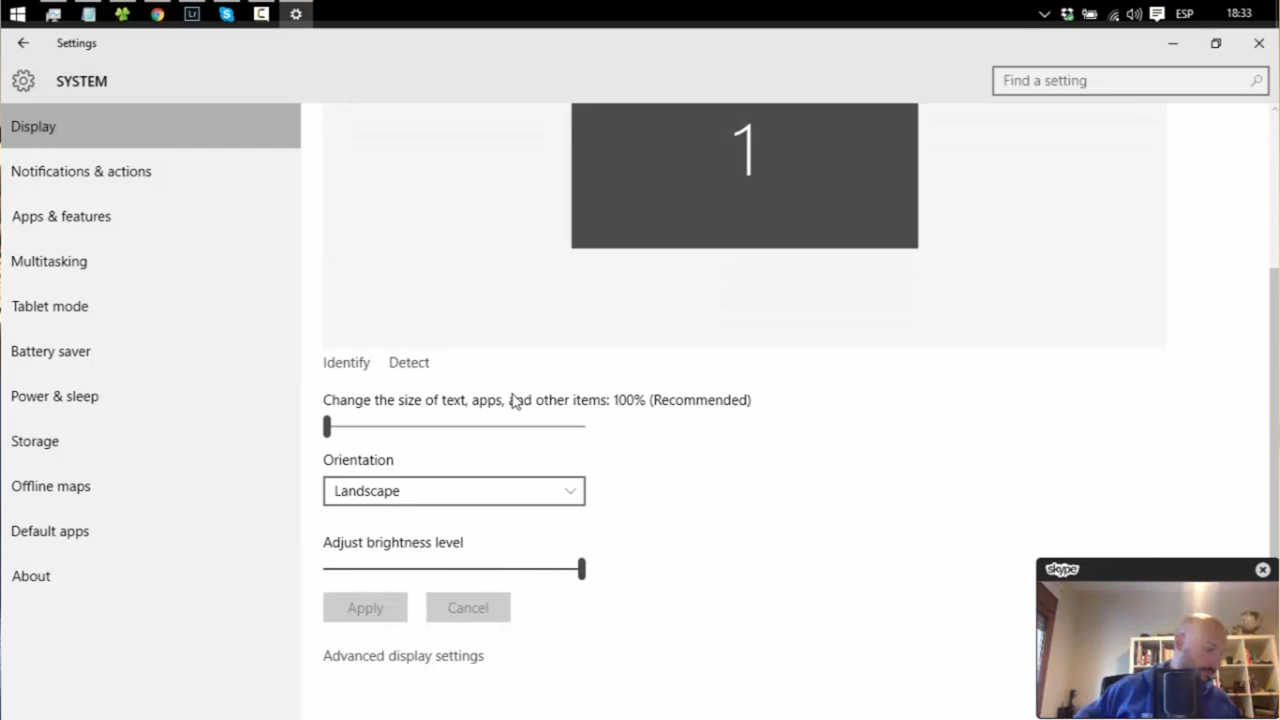 Lr
ESP
18:33
Settings
SYSTEM
Find a setting
Display
Notifications & actions
Apps & features
Multitasking
Tablet mode
Battery saver
Power & sleep
Storage
Offline maps
Default apps
About
1
Identify Detect
Change the size of text, apps, and other items: 100% (Recommended)
Orientation
Landscape
Adjust brightness level
Apply Cancel
Advanced display settings
skype